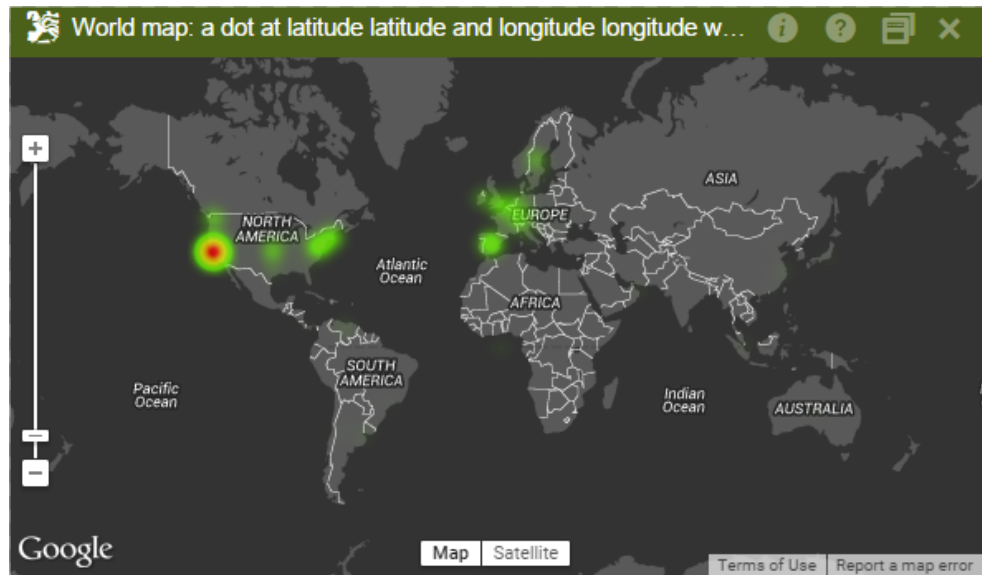 World map: a dot at latitude latitude and longitude longitude w...
i
?
+
NORTH
AMERICA
EUROPE
ASIA
Atlantic
Ocean
AFRICA
SOUTH
AMERICA
Pacific
Ocean
Indian
Ocean
AUSTRALIA
Google
Map Satellite
Terms of Use Report a map error